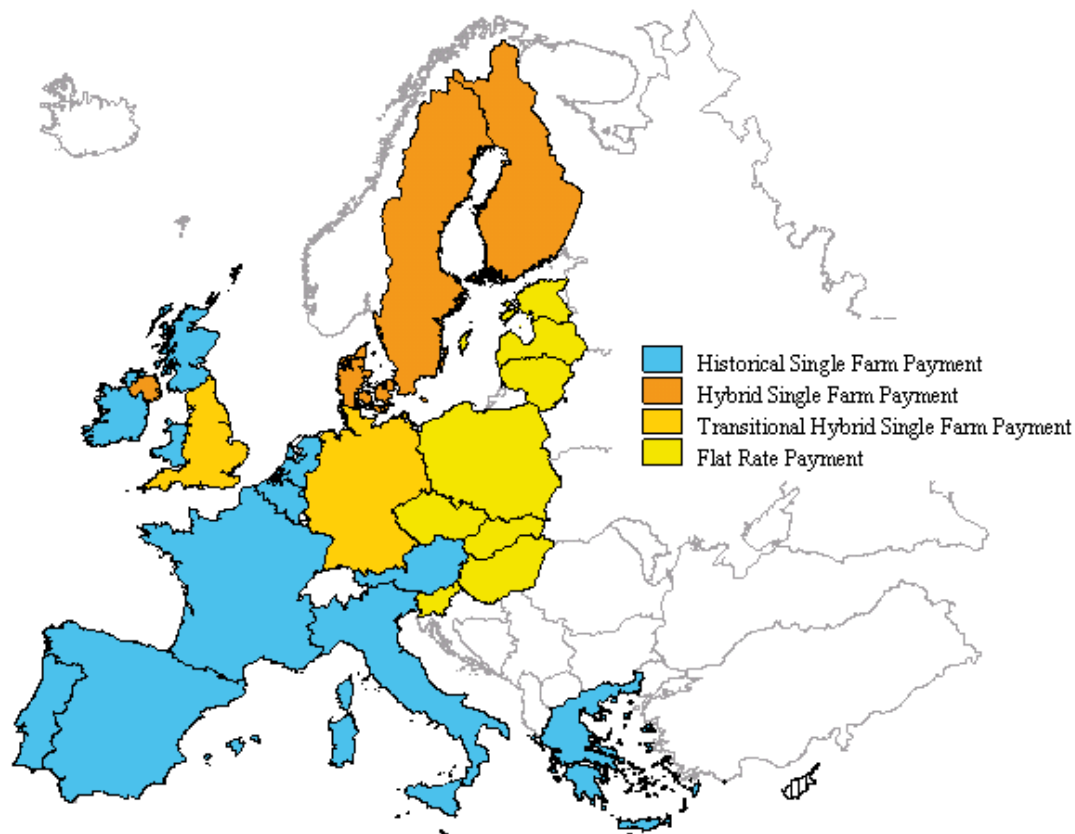 Historical Single Farm Payment
Hybrid Single Farm Payment
Transitional Hybrid Single Farm Payment
Flat Rate Payment